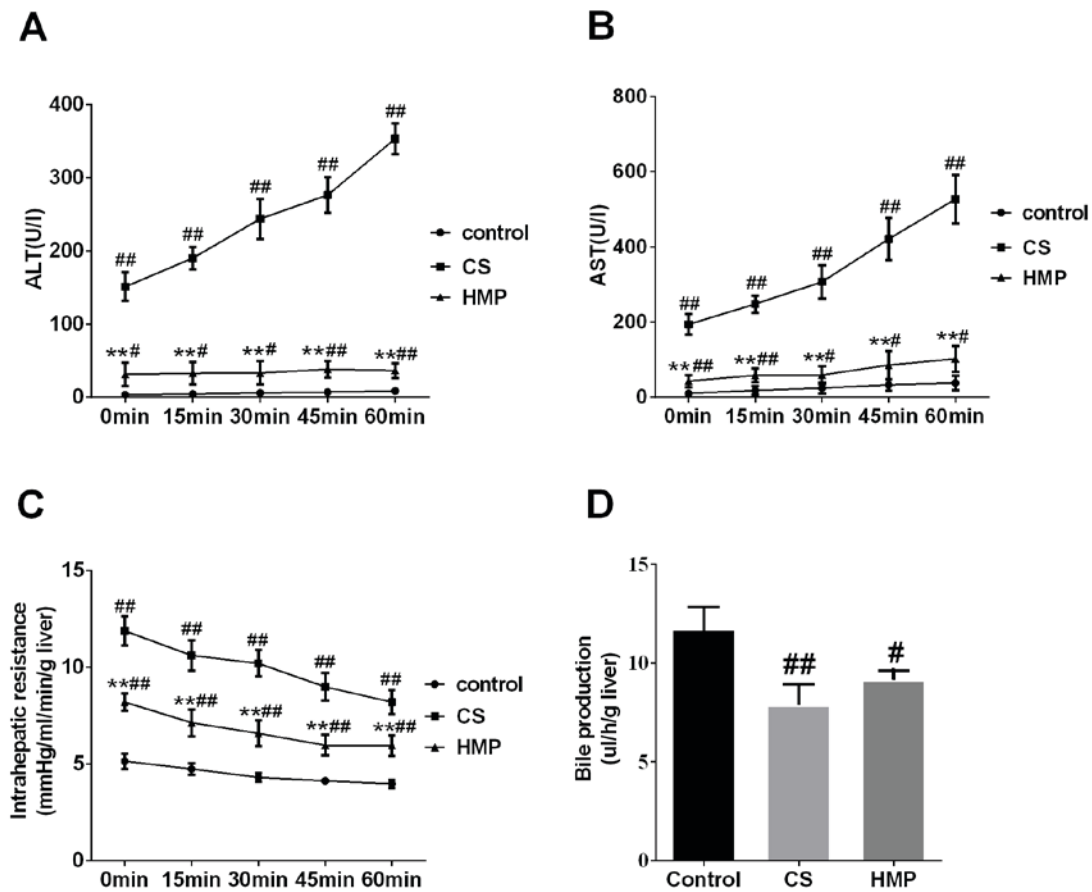 A
ALT(U/l)
400
300
200
100
0
##
##
##
##
##
**#
**#
**#
**##
**##
0min 15min 30min 45min 60min
control
CS
HMP
B
AST(U/l)
800
600
400
200
0
##
##
##
##
##
**##
**##
**#
**#
**#
0min 15min 30min 45min 60min
control
CS
HMP
C
Intrahepatic resistance
(mmHg/ml/min/g liver)
15
10
5
0
##
##
##
##
##
**##
**##
**##
**##
**##
0min 15min 30min 45min 60min
control
CS
HMP
D
Bile production
(ul/h/g liver)
15
10
5
0
##
#
Control CS HMP